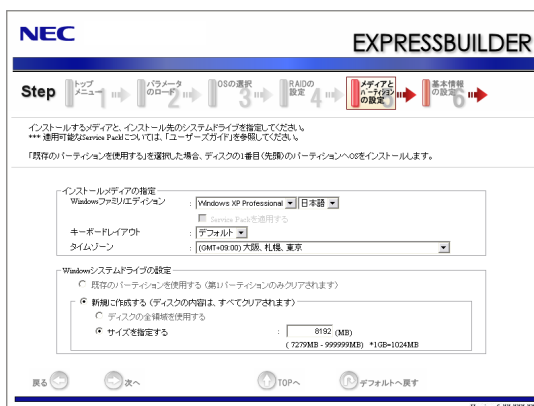 NEC
EXPRESSBUILDER
Step
トップメニュー 1
パラメータのロード 2
OSの選択 3
RAIDの設定 4
メディアとパーティションの設定
基本情報の設定 6
インストールするメディアと、インストール先のシステムドライブを指定してください。
*** 適用可能なService Packについては、「ユーザーズガイド」を参照してください。
「既存のパーティションを使用する」を選択した場合、ディスクの1番目(先頭)のパーティションへOSをインストールします。
インストールメディアの指定
Windowsファミリ/エディション : Windows XP Professional 日本語
Service Packを適用する
キーボードレイアウト : デフォルト
タイムゾーン : (GMT+09:00) 大阪、札幌、東京
Windowsシステムドライブの設定
既存のパーティションを使用する (第1パーティションのみクリアされます)
新規に作成する (ディスクの内容は、すべてクリアされます)
ディスクの全領域を使用する
サイズを指定する : 8192 (MB)
( 7279MB - 999999MB) *1GB=1024MB
戻る
次へ
TOPへ
デフォルトへ戻す